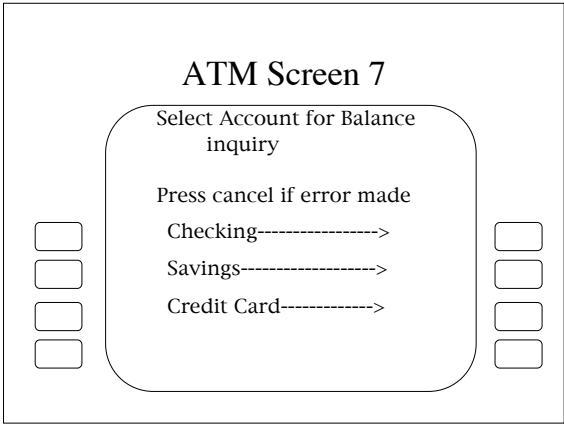 ATM Screen 7
Select Account for Balance
inquiry
Press cancel if error made
Checking----------------->
Savings------------------->
Credit Card------------->